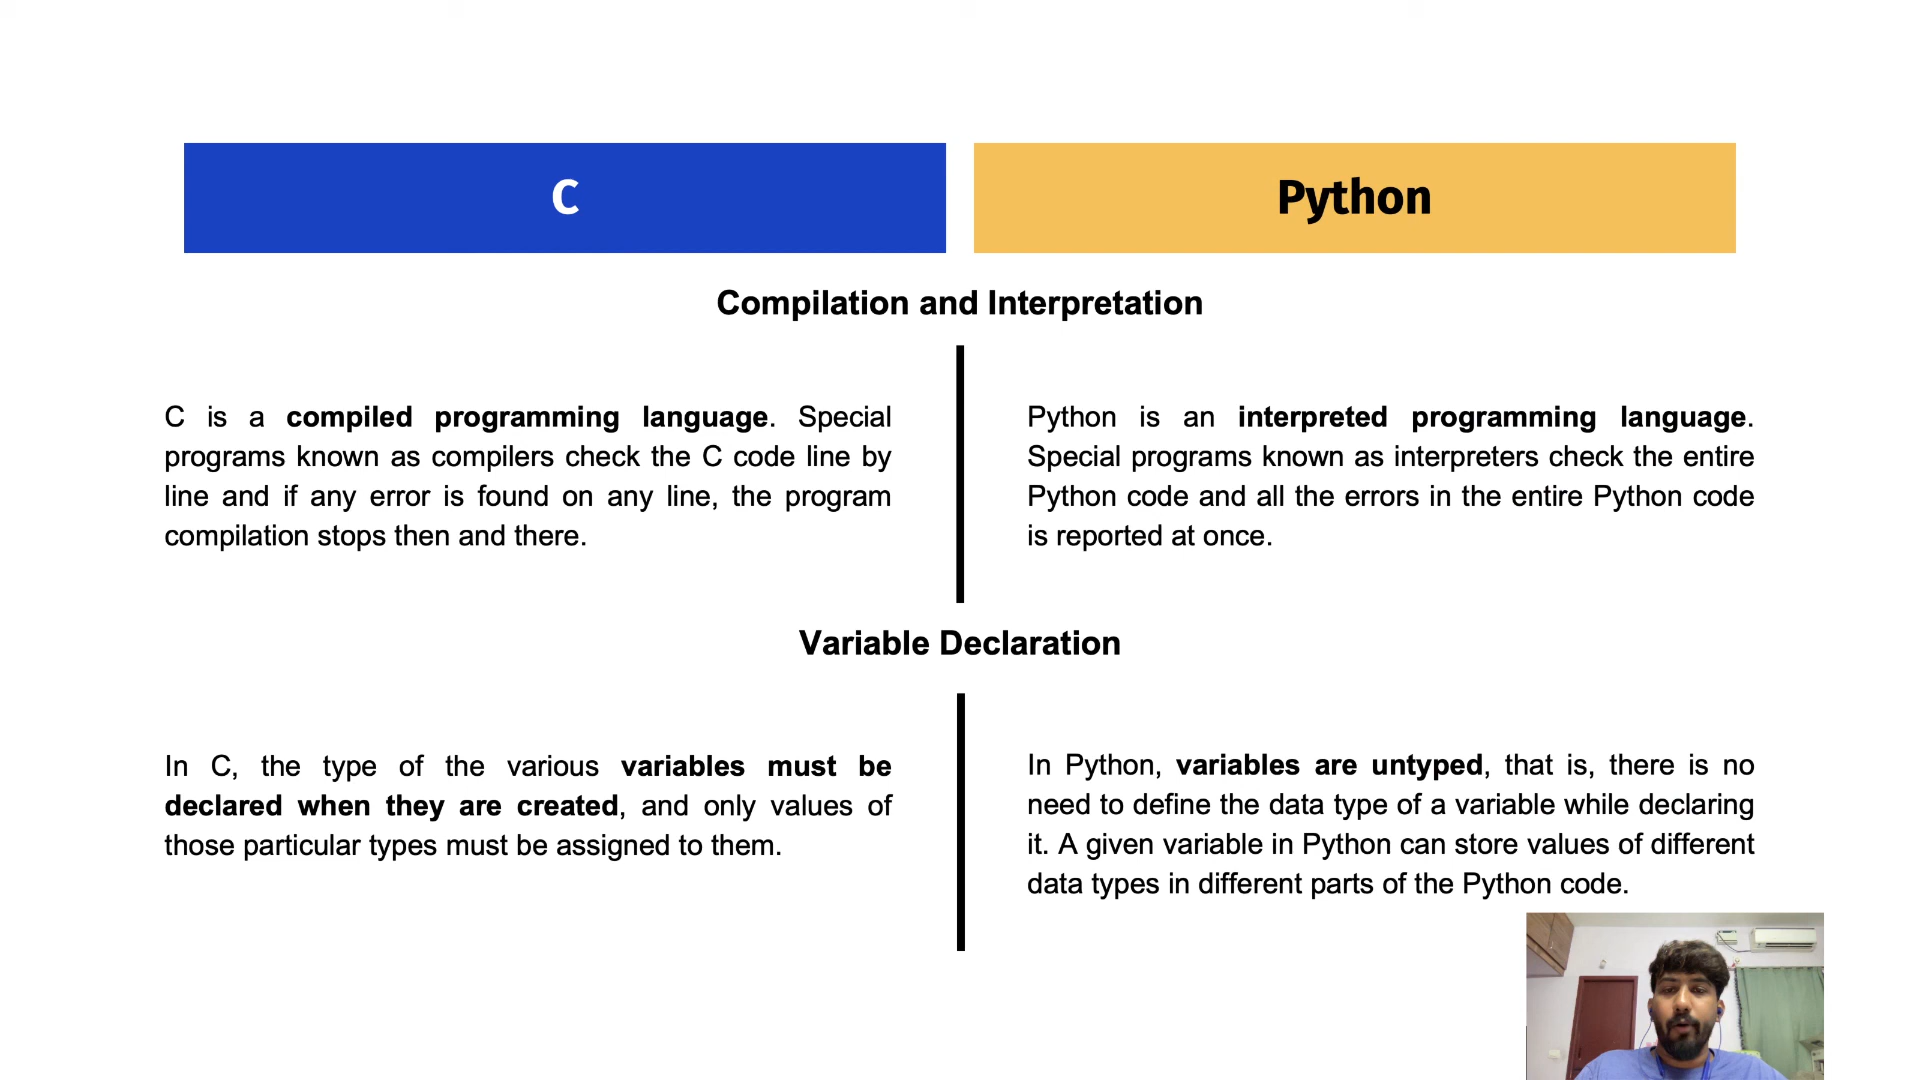 C
Python
Compilation and Interpretation
C is a compiled programming language. Special
programs known as compilers check the C code line by
line and if any error is found on any line, the program
compilation stops then and there.
Python is an interpreted programming language.
Special programs known as interpreters check the entire
Python code and all the errors in the entire Python code
is reported at once.
Variable Declaration
In C, the type of the various variables must be
declared when they are created, and only values of
those particular types must be assigned to them.
In Python, variables are untyped, that is, there is no
need to define the data type of a variable while declaring
it. A given variable in Python can store values of different
data types in different parts of the Python code.